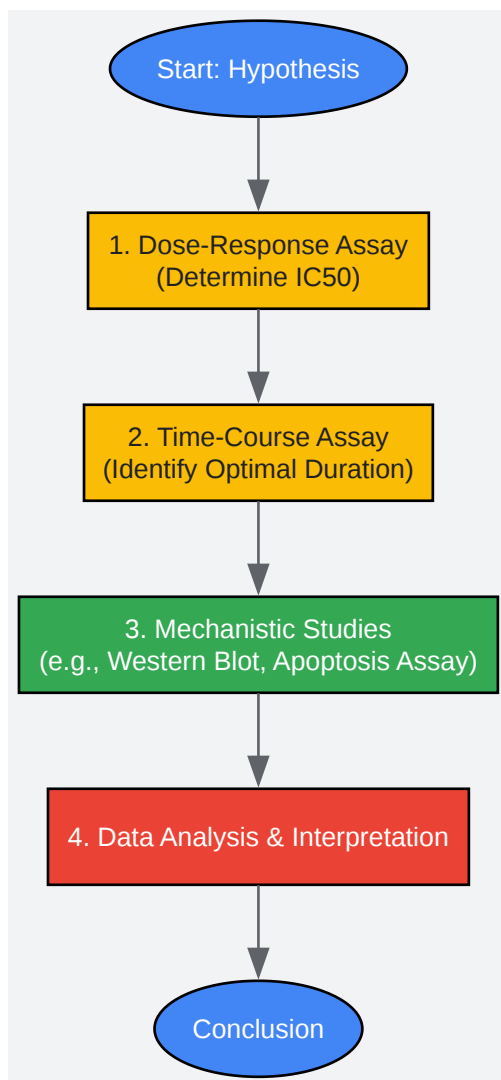 Start: Hypothesis
1. Dose-Response Assay
(Determine IC50)
2. Time-Course Assay
(Identify Optimal Duration)
3. Mechanistic Studies
(e.g., Western Blot, Apoptosis Assay)
4. Data Analysis & Interpretation
Conclusion